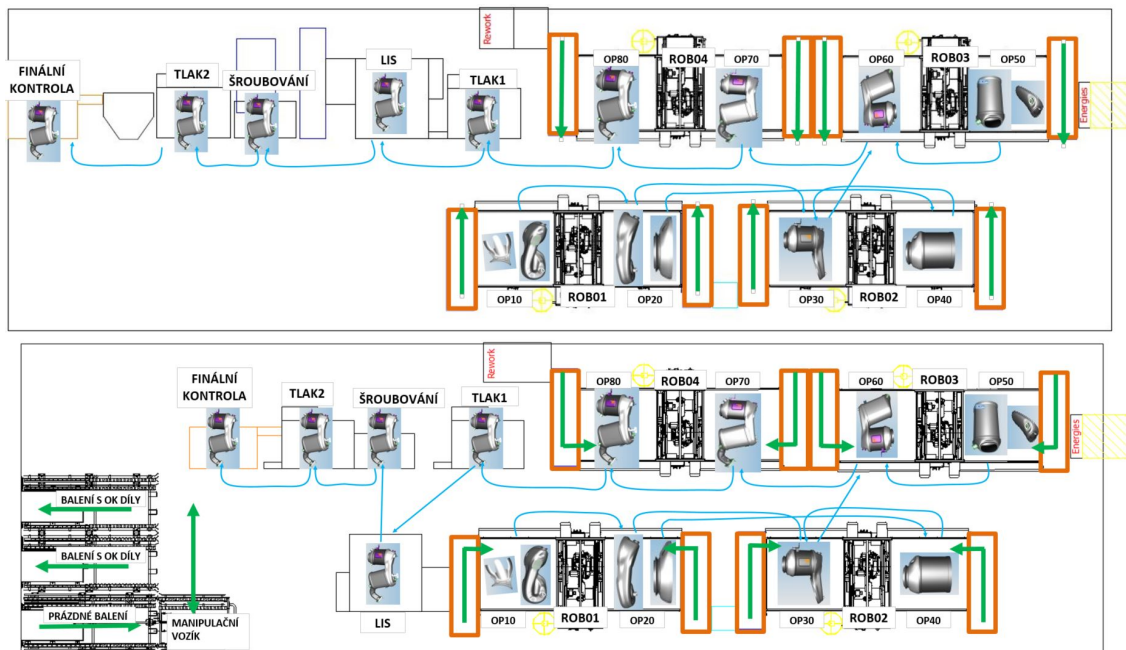 Rework
OP80
ROB04
OP70
OP60
ROB03
OP50
LIS
TLAK2
TLAK1
FINÁLNÍ
KONTROLA
ŠROUBOVÁNÍ
Energies
OP10
ROB01
OP20
OP30
ROB02
OP40
Rework
FINÁLNÍ
KONTROLA
TLAK2
ŠROUBOVÁNÍ
TLAK1
OP80
ROB04
OP70
OP60
ROB03
OP50
Energies
BALENÍ S OK DÍLY
BALENÍ S OK DÍLY
PRÁZDNÉ BALENÍ
MANIPULAČNÍ
VOZÍK
LIS
OP10
ROB01
OP20
OP30
ROB02
OP40